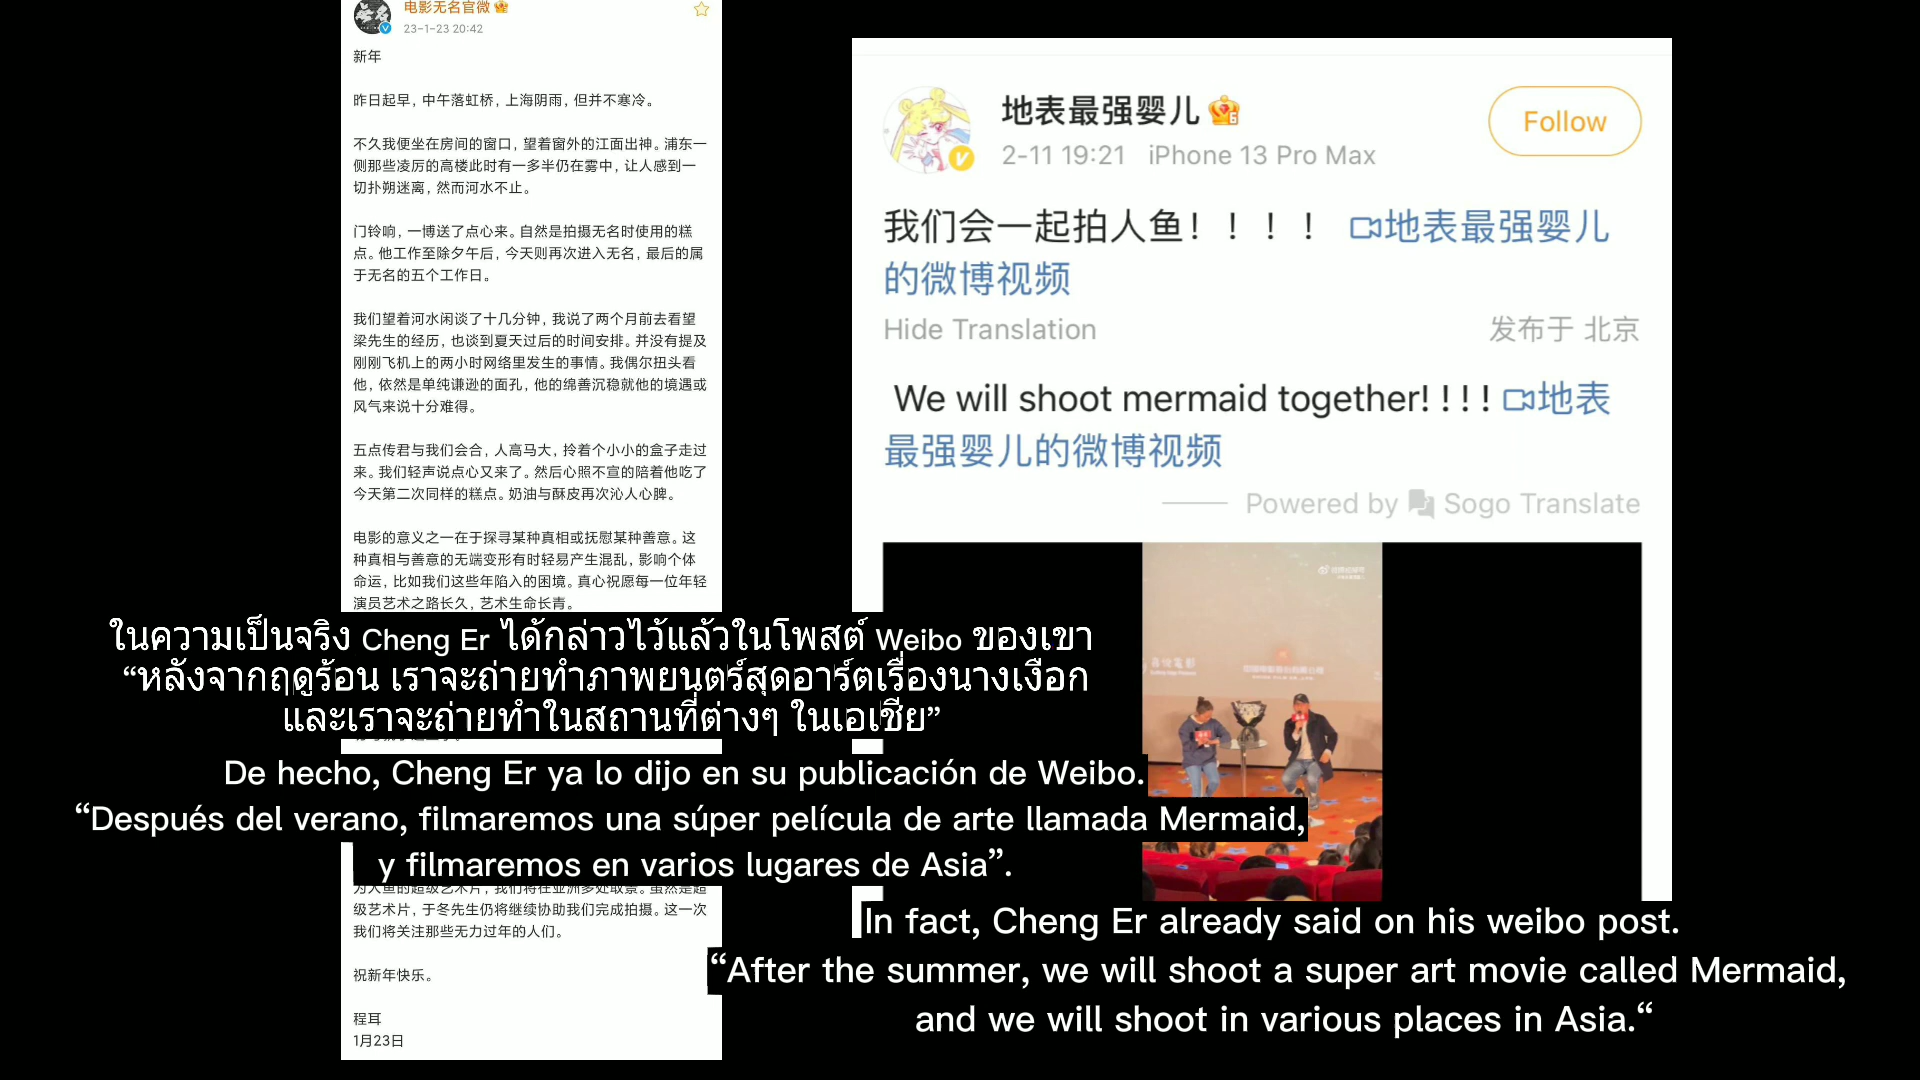 电影无名官微
23-1-23 20:42
新年
昨日起早，中午落虹桥，上海阴雨，但并不寒冷。
不久我便坐在房间的窗口，望着窗外的江面出神。浦东一
侧那些凌厉的高楼此时有一多半仍在雾中，让人感到一
切扑朔迷离，然而河水不止。
门铃响，一博送了点心来。自然是拍摄无名时使用的糕
点。他工作至除夕午后，今天则再次进入无名，最后的属
于无名的五个工作日。
我们望着河水闲谈了十几分钟，我说了两个月前去看望
梁先生的经历，也谈到夏天过后的时间安排。并没有提及
刚刚飞机上的两小时网络里发生的事情。我偶尔扭头看
他，依然是单纯谦逊的面孔，他的绵善沉稳就他的境遇或
风气来说十分难得。
五点传君与我们会合，人高马大，拎着个小小的盒子走过
来。我们轻声说点心又来了。然后心照不宣的陪着他吃了
今天第二次同样的糕点。奶油与酥皮再次沁人心脾。
电影的意义之一在于探寻某种真相或抚慰某种善意。这
种真相与善意的无端变形有时轻易产生混乱，影响个体
命运，比如我们这些年陷入的困境。真心祝愿每一位年轻
演员艺术之路长久，艺术生命长青。
为人鱼的超级艺术片，我们将在亚洲多处取景。虽然是超
级艺术片，于冬先生仍将继续协助我们完成拍摄。这一次
我们将关注那些无力过年的人们。
祝新年快乐。
程耳
1月23日
地表最强婴儿
Follow
2-11 19:21 iPhone 13 Pro Max
我们会一起拍人鱼！！！！ 地表最强婴儿
的微博视频
Hide Translation 发布于 北京
We will shoot mermaid together!!!! 地表
最强婴儿的微博视频
Powered by Sogo Translate
ในความเป็นจริง Cheng Er ได้กล่าวไว้แล้วในโพสต์ Weibo ของเขา
“หลังจากฤดูร้อน เราจะถ่ายทำภาพยนตร์สุดอาร์ตเรื่องนางเงือก
และเราจะถ่ายทำในสถานที่ต่างๆ ในเอเชีย”
De hecho, Cheng Er ya lo dijo en su publicación de Weibo.
“Después del verano, filmaremos una súper película de arte llamada Mermaid,
y filmaremos en varios lugares de Asia”.
In fact, Cheng Er already said on his weibo post.
“After the summer, we will shoot a super art movie called Mermaid,
and we will shoot in various places in Asia.“